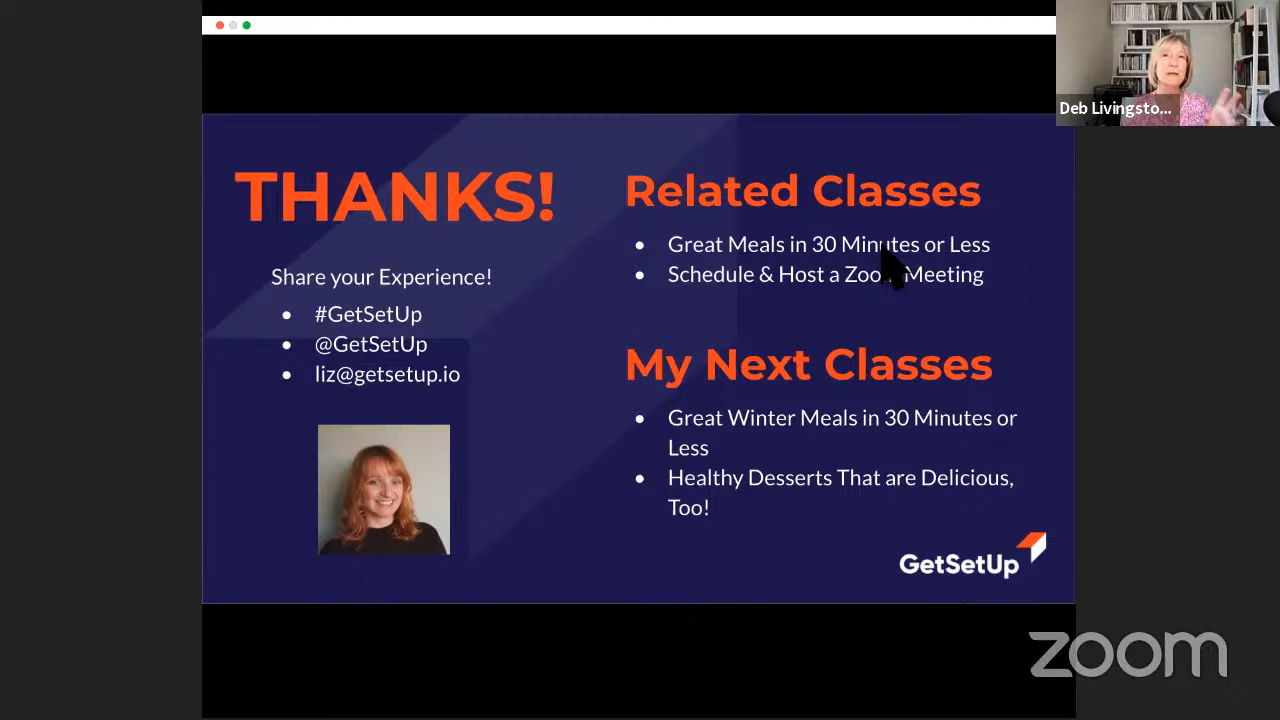 Deb Livingsto...
THANKS!
Share your Experience!
#GetSetUp
@GetSetUp
liz@getsetup.io
Related Classes
Great Meals in 30 Minutes or Less
Schedule & Host a Zoom Meeting
My Next Classes
Great Winter Meals in 30 Minutes or
Less
Healthy Desserts That are Delicious,
Too!
GetSetUp
zoom